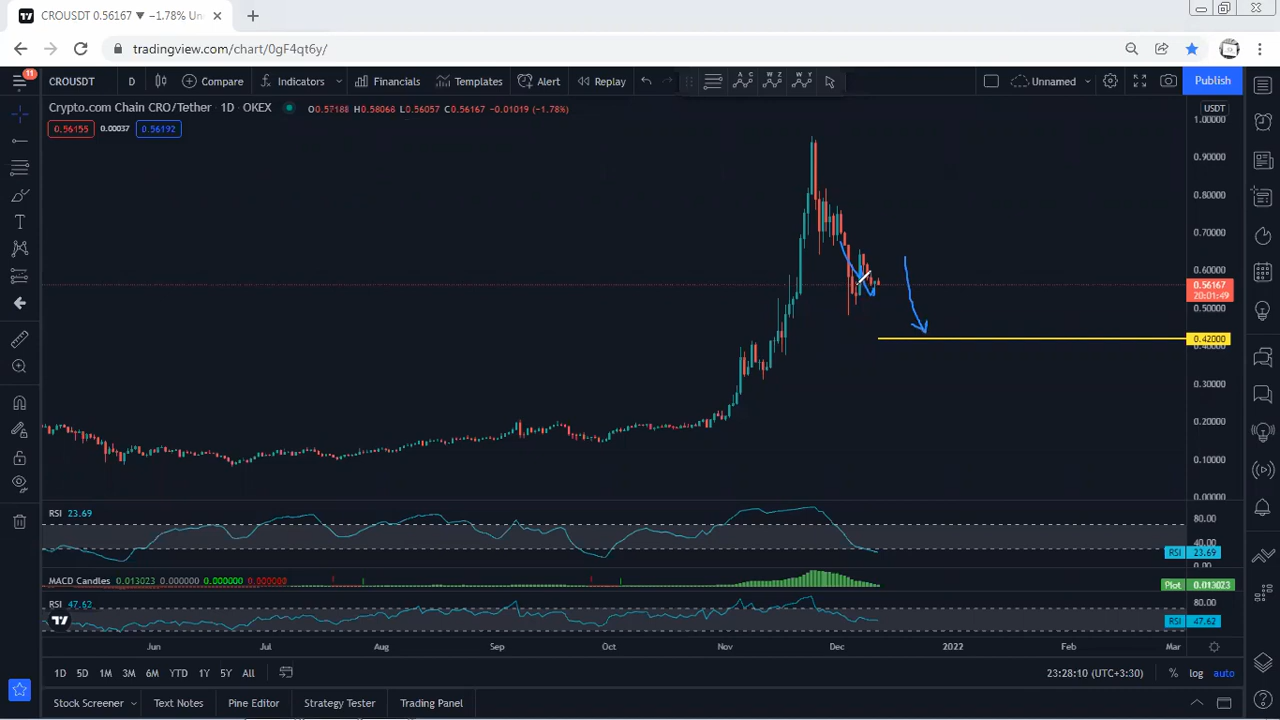 CROUSDT 0.56167 ▼ −1.78% Un
tradingview.com/chart/0gF4qt6y/
11
CROUSDT D Compare Indicators Financials Templates Alert Replay Unnamed Publish
Crypto.com Chain CRO/Tether · 1D · OKEX O0.57188 H0.58068 L0.56057 C0.56167 −0.01019 (−1.78%)
0.56155 0.00037 0.56192
USDT
1.00000
0.90000
0.80000
0.70000
0.60000
0.56167
20:01:49
0.50000
0.42000
0.40000
0.30000
0.20000
0.10000
0.00000
RSI 23.69
80.00
40.00
RSI 23.69
0.00
MACD Candles 0.013023 0.000000 0.000000 0.000000
Plot 0.013023
RSI 47.62
80.00
RSI 47.62
Jun Jul Aug Sep Oct Nov Dec 2022 Feb Mar
1D 5D 1M 3M 6M YTD 1Y 5Y All 23:28:10 (UTC+3:30) % log auto
Stock Screener Text Notes Pine Editor Strategy Tester Trading Panel